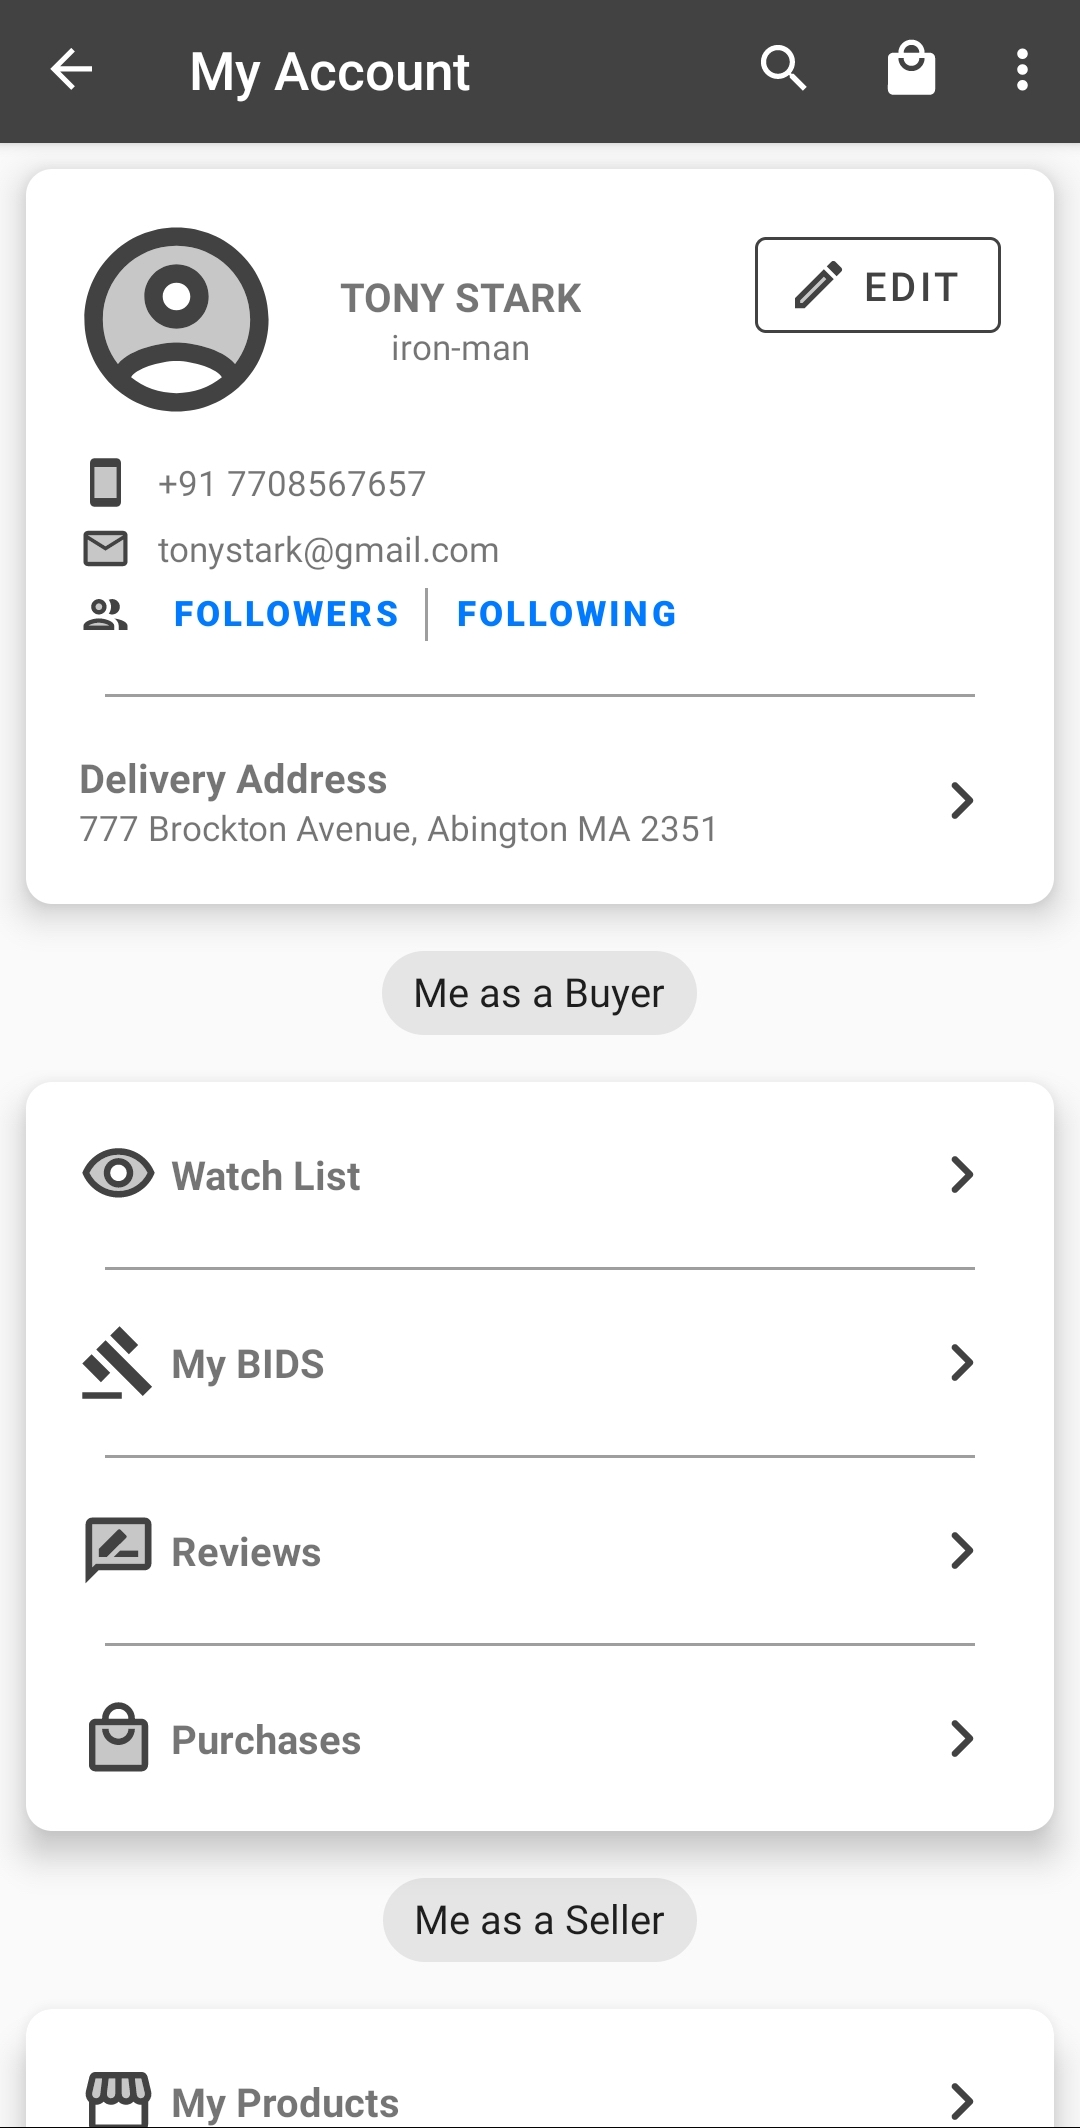 My Account
TONY STARK
EDIT
iron-man
+91 7708567657
tonystark@gmail.com
FOLLOWERS FOLLOWING
Delivery Address
777 Brockton Avenue, Abington MA 2351
Me as a Buyer
Watch List
My BIDS
Reviews
Purchases
Me as a Seller
My Products